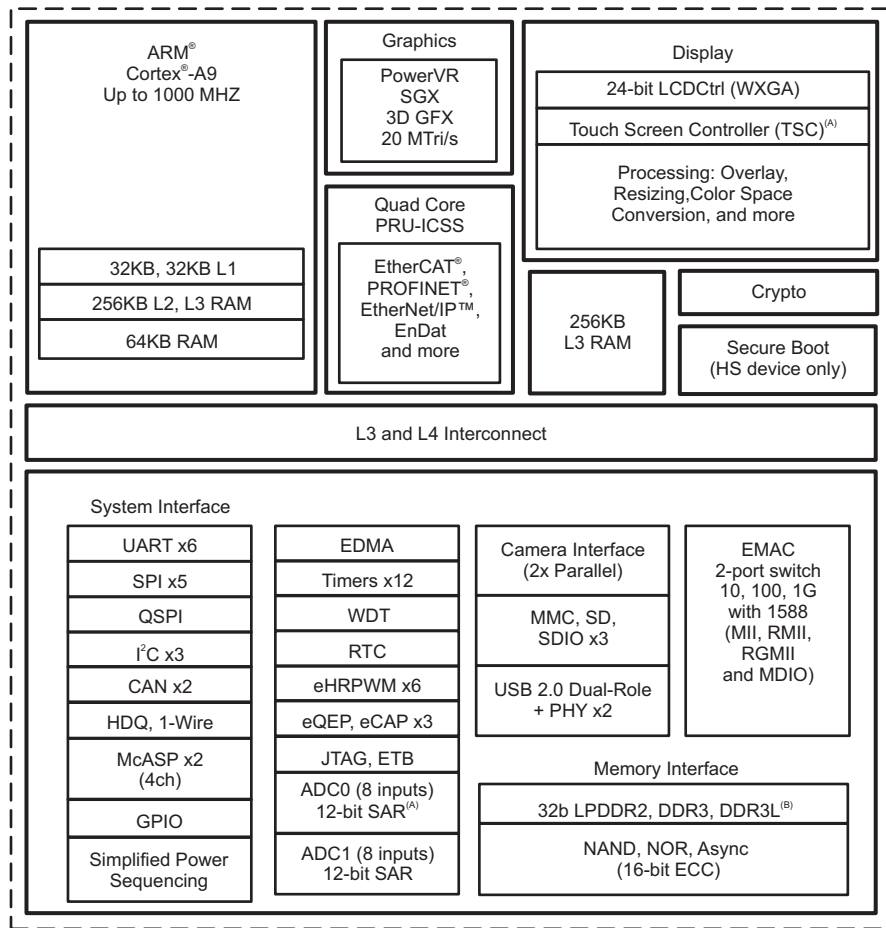 ARM®
Cortex®-A9
Up to 1000 MHZ
32KB, 32KB L1
256KB L2, L3 RAM
64KB RAM
Graphics
PowerVR
SGX
3D GFX
20 MTri/s
Quad Core
PRU-ICSS
EtherCAT®,
PROFINET®,
EtherNet/IP™,
EnDat
and more
Display
24-bit LCDCtrl (WXGA)
Touch Screen Controller (TSC)(A)
Processing: Overlay,
Resizing,Color Space
Conversion, and more
256KB
L3 RAM
Crypto
Secure Boot
(HS device only)
L3 and L4 Interconnect
System Interface
UART x6
SPI x5
QSPI
I²C x3
CAN x2
HDQ, 1-Wire
McASP x2
(4ch)
GPIO
Simplified Power
Sequencing
EDMA
Timers x12
WDT
RTC
eHRPWM x6
eQEP, eCAP x3
JTAG, ETB
ADC0 (8 inputs)
12-bit SAR(A)
ADC1 (8 inputs)
12-bit SAR
Camera Interface
(2x Parallel)
MMC, SD,
SDIO x3
USB 2.0 Dual-Role
+ PHY x2
EMAC
2-port switch
10, 100, 1G
with 1588
(MII, RMII,
RGMII
and MDIO)
Memory Interface
32b LPDDR2, DDR3, DDR3L(B)
NAND, NOR, Async
(16-bit ECC)